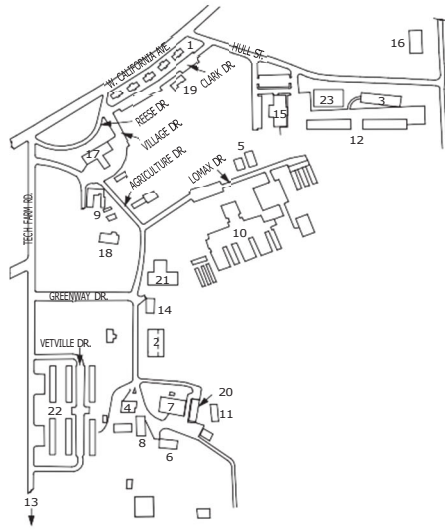 W. CALIFORNIA AVE.
1
HULL ST.
16
CLARK DR.
19
23
3
15
12
REESE DR.
VILLAGE DR.
17
AGRICULTURE DR.
5
LOMAX DR.
9
TECH FARM RD.
18
10
21
GREENWAY DR.
14
2
VETVILLE DR.
20
22
4
7
11
8
6
13